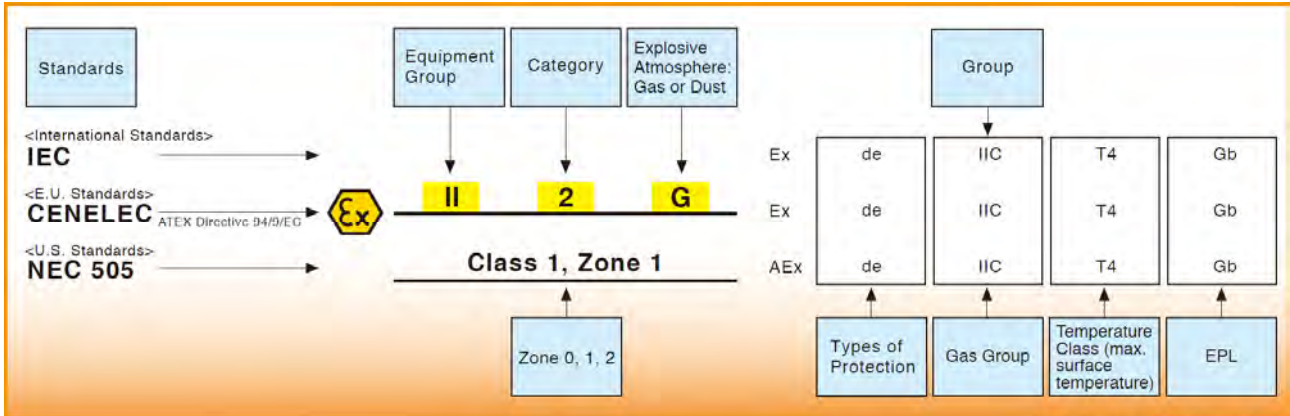 Standards
Equipment
Group
Category
Explosive
Atmosphere:
Gas or Dust
Group
<International Standards>
IEC
Ex
de
IIC
T4
Gb
<E.U. Standards>
CENELEC ATEX Directive 94/9/EG
Ex
II
2
G
Ex
de
IIC
T4
Gb
<U.S. Standards>
NEC 505
Class 1, Zone 1
AEx
de
IIC
T4
Gb
Zone 0, 1, 2
Types of
Protection
Gas Group
Temperature
Class (max.
surface
temperature)
EPL